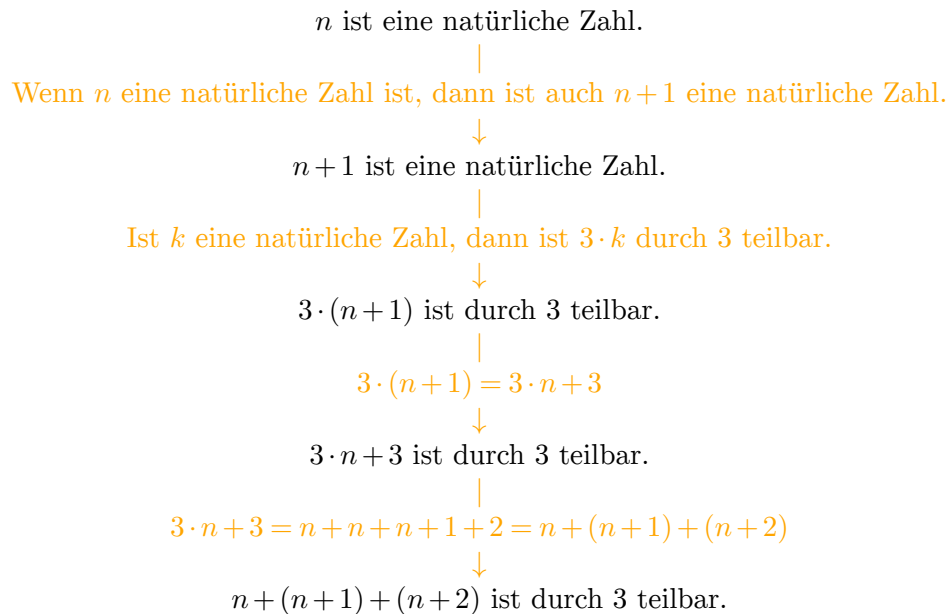 n ist eine natürliche Zahl.
Wenn n eine natürliche Zahl ist, dann ist auch n + 1 eine natürliche Zahl.
n + 1 ist eine natürliche Zahl.
Ist k eine natürliche Zahl, dann ist 3 · k durch 3 teilbar.
3 · (n + 1) ist durch 3 teilbar.
3 · (n + 1) = 3 · n + 3
3 · n + 3 ist durch 3 teilbar.
3 · n + 3 = n + n + n + 1 + 2 = n + (n + 1) + (n + 2)
n + (n + 1) + (n + 2) ist durch 3 teilbar.